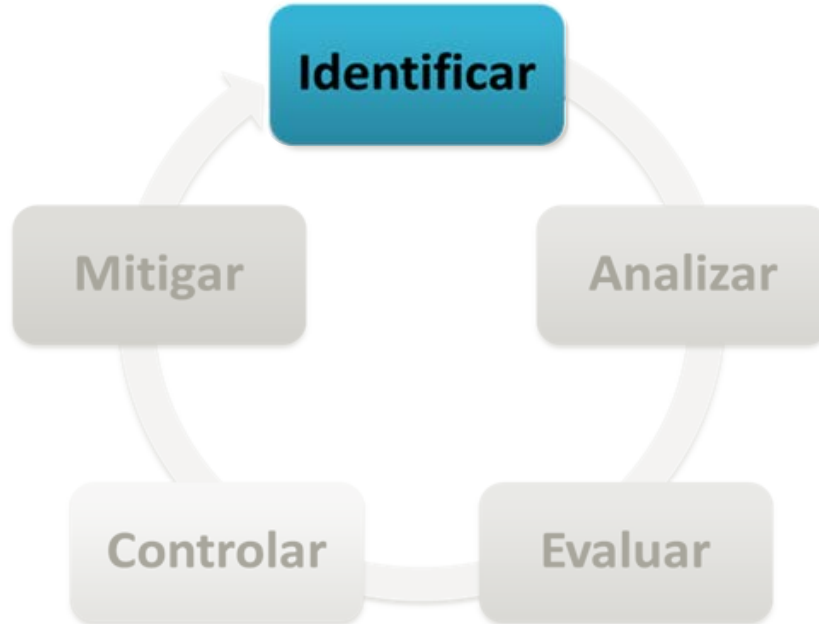 Identificar
Analizar
Evaluar
Controlar
Mitigar